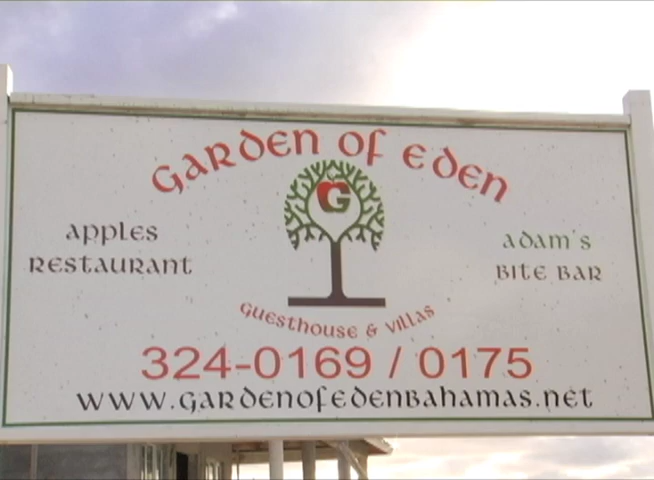 GARDEN OF EDEN
G
APPLES
RESTAURANT
ADAM'S
BITE BAR
GUESTHOUSE & VILLAS
324-0169 / 0175
WWW.GARDENOFEDENBAHAMAS.NET